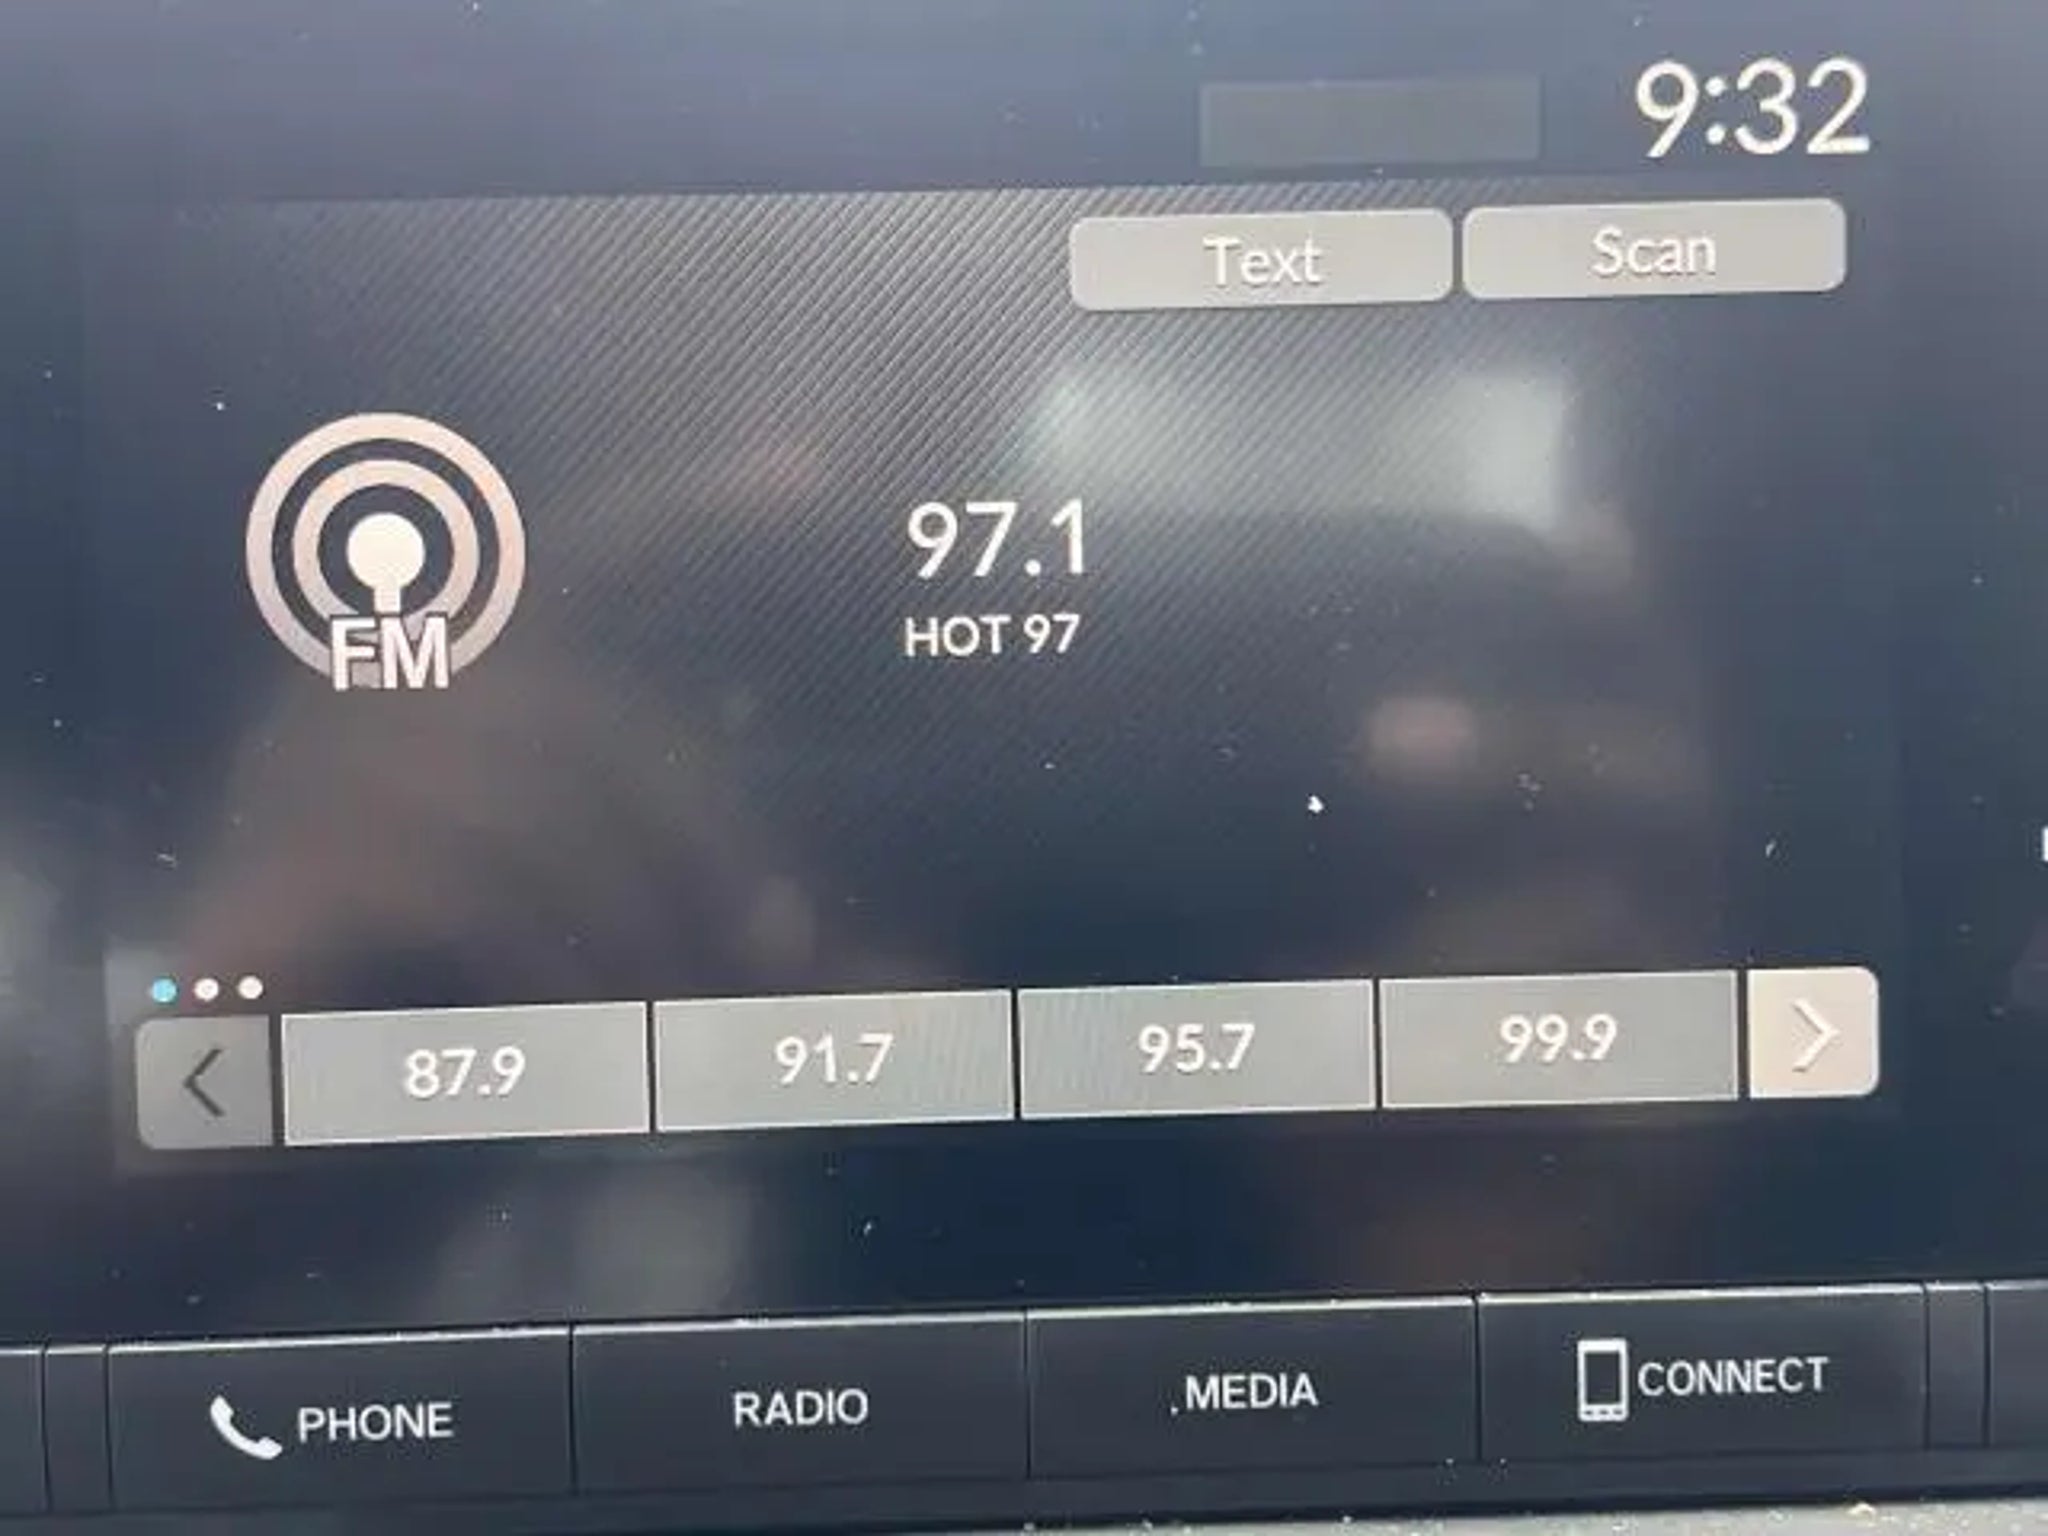 9:32
Text
Scan
FM
97.1
HOT 97
87.9
91.7
95.7
99.9
PHONE
RADIO
MEDIA
CONNECT